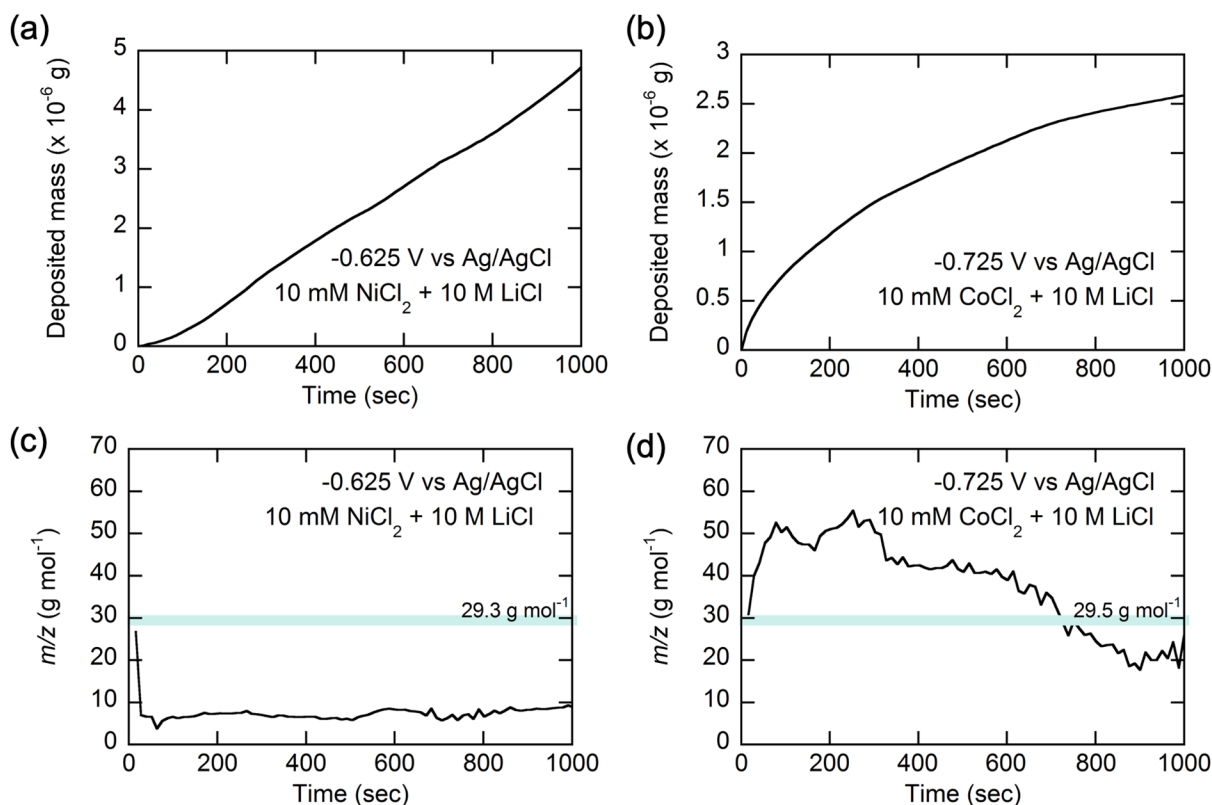 (a)
5
4
3
2
1
0
Deposited mass (x 10⁻⁶ g)
-0.625 V vs Ag/AgCl
10 mM NiCl₂ + 10 M LiCl
0 200 400 600 800 1000
Time (sec)
(b)
3
2.5
2
1.5
1
0.5
0
Deposited mass (x 10⁻⁶ g)
-0.725 V vs Ag/AgCl
10 mM CoCl₂ + 10 M LiCl
0 200 400 600 800 1000
Time (sec)
(c)
70
60
50
40
30
20
10
0
m/z (g mol⁻¹)
-0.625 V vs Ag/AgCl
10 mM NiCl₂ + 10 M LiCl
29.3 g mol⁻¹
0 200 400 600 800 1000
Time (sec)
(d)
70
60
50
40
30
20
10
0
m/z (g mol⁻¹)
-0.725 V vs Ag/AgCl
10 mM CoCl₂ + 10 M LiCl
29.5 g mol⁻¹
0 200 400 600 800 1000
Time (sec)